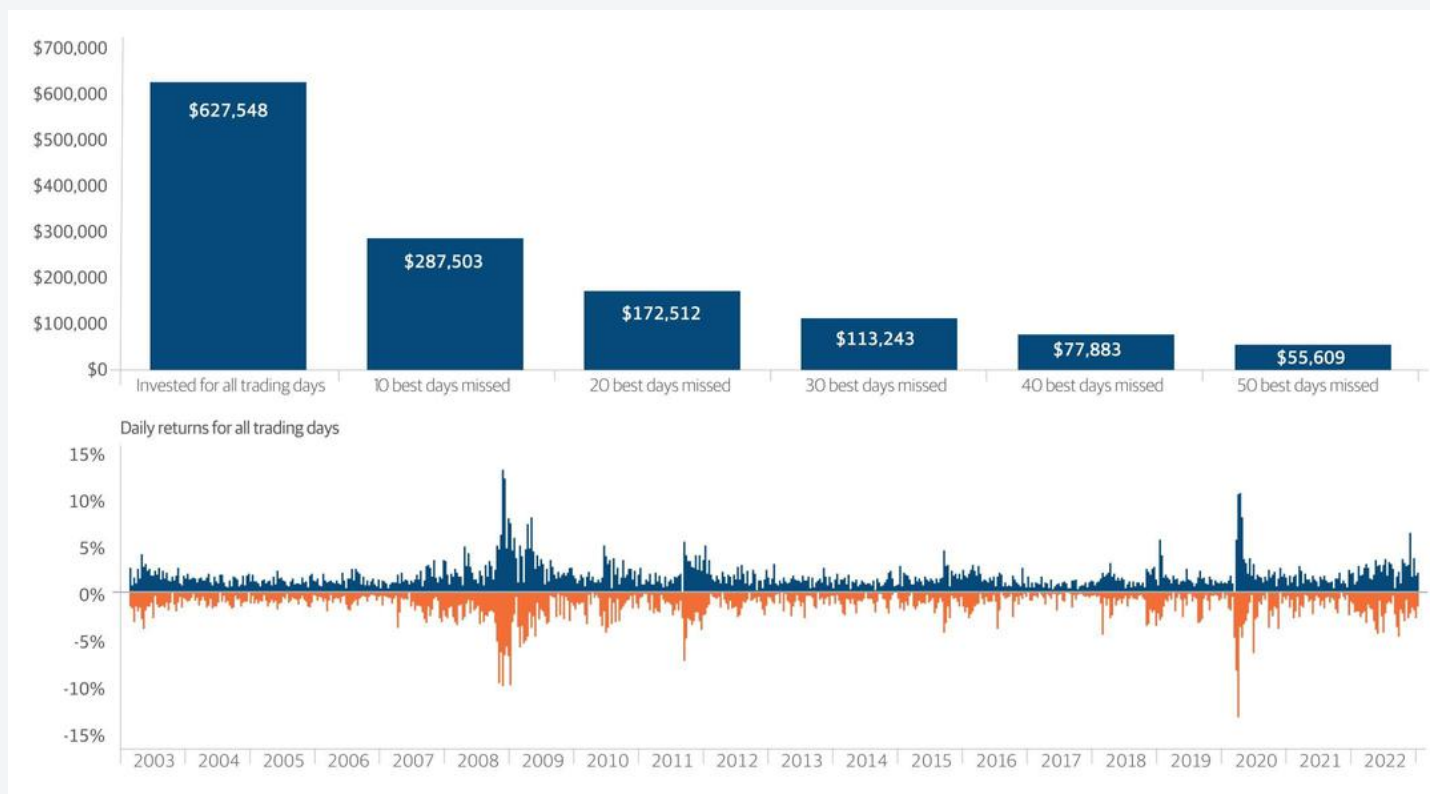 $700,000
$600,000
$500,000
$400,000
$300,000
$200,000
$100,000
$0
$627,548
$287,503
$172,512
$113,243
$77,883
$55,609
Invested for all trading days
10 best days missed
20 best days missed
30 best days missed
40 best days missed
50 best days missed
Daily returns for all trading days
15%
10%
5%
0%
-5%
-10%
-15%
2003 2004 2005 2006 2007 2008 2009 2010 2011 2012 2013 2014 2015 2016 2017 2018 2019 2020 2021 2022